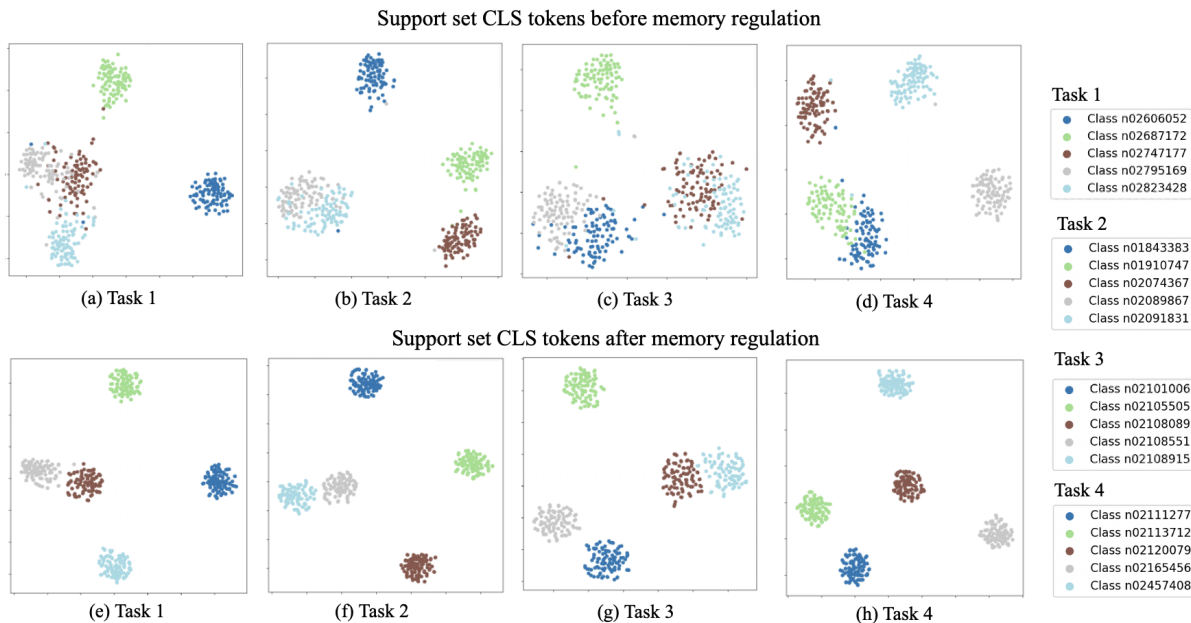 Support set CLS tokens before memory regulation
(a) Task 1
(b) Task 2
(c) Task 3
(d) Task 4
Support set CLS tokens after memory regulation
(e) Task 1
(f) Task 2
(g) Task 3
(h) Task 4
Task 1
Class n02606052
Class n02687172
Class n02747177
Class n02795169
Class n02823428
Task 2
Class n01843383
Class n01910747
Class n02074367
Class n02089867
Class n02091831
Task 3
Class n02101006
Class n02105505
Class n02108089
Class n02108551
Class n02108915
Task 4
Class n02111277
Class n02113712
Class n02120079
Class n02165456
Class n02457408